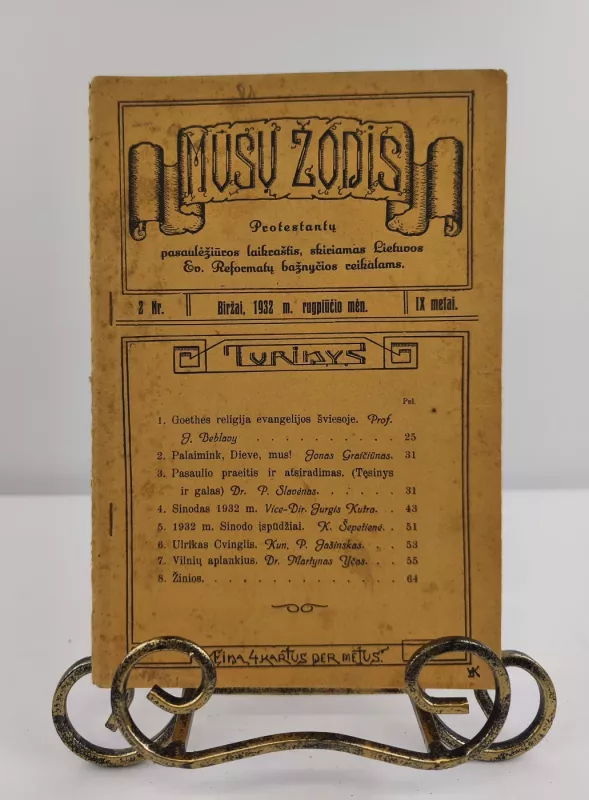 MŪSŲ ŽODIS
Protestantų
pasaulėžiūros laikraštis, skiriamas Lietuvos
Ev. Reformatų bažnyčios reikalams.
2 Nr. Biržai, 1932 m. rugpiūčio mėn. IX metai.
TURINYS
Psl.
1. Goethės religija evangelijos šviesoje. Prof.
J. Beblavy . . . . . . . . . . 25
2. Palaimink, Dieve, mus! Jonas Graičiūnas. 31
3. Pasaulio praeitis ir atsiradimas. (Tęsinys
ir galas) Dr. P. Slavėnas. . . . . . 31
4. Sinodas 1932 m. Vice-Dir. Jurgis Kutra. . 43
5. 1932 m. Sinodo įspūdžiai. K. Šepetienė. . 51
6. Ulrikas Cvinglis. Kun. P. Jašinskas. . . 53
7. Vilnių aplankius. Dr. Martynas Yčas. . . 55
8. Žinios. . . . . . . . . . . . . . 64
EINA 4 KARTUS PER METUS.